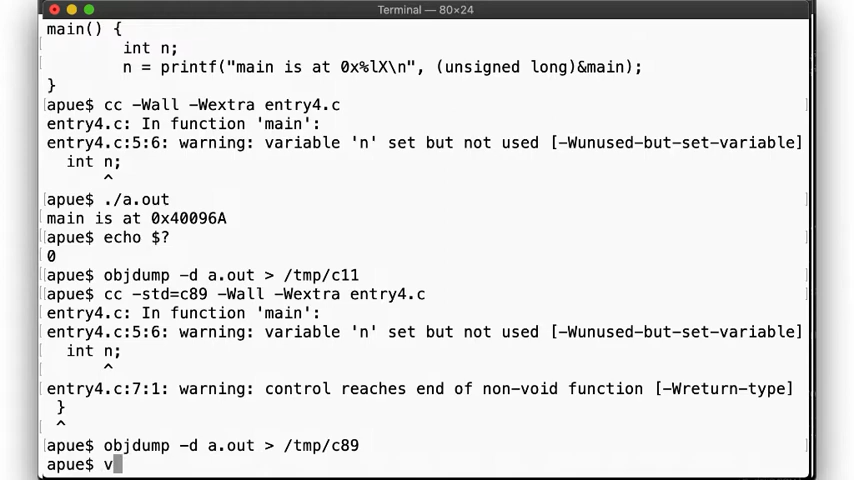 Terminal — 80×24
main() {
int n;
n = printf("main is at 0x%lX\n", (unsigned long)&main);
}
apue$ cc -Wall -Wextra entry4.c
entry4.c: In function 'main':
entry4.c:5:6: warning: variable 'n' set but not used [-Wunused-but-set-variable]
int n;
^
apue$ ./a.out
main is at 0x40096A
apue$ echo $?
0
apue$ objdump -d a.out > /tmp/c11
apue$ cc -std=c89 -Wall -Wextra entry4.c
entry4.c: In function 'main':
entry4.c:5:6: warning: variable 'n' set but not used [-Wunused-but-set-variable]
int n;
^
entry4.c:7:1: warning: control reaches end of non-void function [-Wreturn-type]
}
^
apue$ objdump -d a.out > /tmp/c89
apue$ v